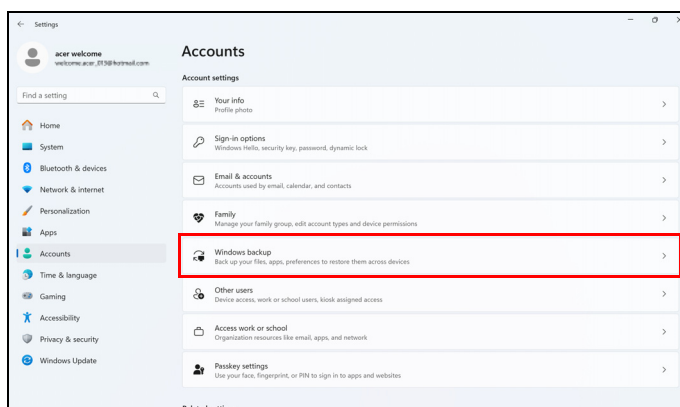 Settings
acer welcome
Accounts
Account settings
Find a setting
Your info
Profile photo
Home
Sign-in options
Windows Hello, security key, password, dynamic lock
System
Bluetooth & devices
Email & accounts
Accounts used by email, calendar, and contacts
Network & internet
Personalization
Family
Manage your family group, edit account types and device permissions
Apps
Accounts
Windows backup
Back up your files, apps, preferences to restore them across devices
Time & language
Gaming
Other users
Device access, work or school users, kiosk assigned access
Accessibility
Access work or school
Organization resources like email, apps, and network
Privacy & security
Windows Update
Passkey settings
Use your face, fingerprint, or PIN to sign in to apps and websites